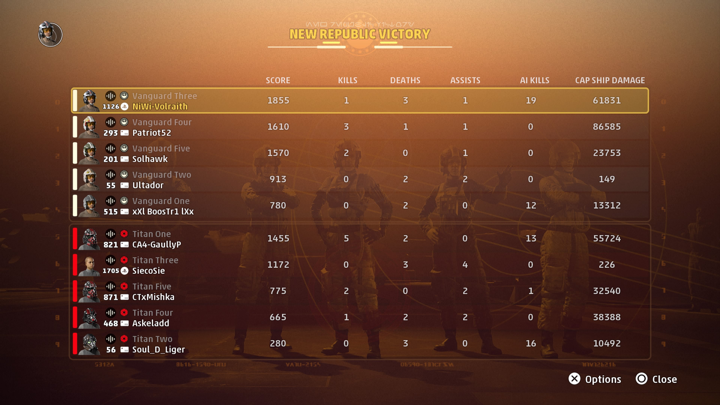 NEW REPUBLIC VICTORY
SCORE KILLS DEATHS ASSISTS AI KILLS CAP SHIP DAMAGE
Vanguard Three
1126 NiWi-Volraith 1855 1 3 1 19 61831
Vanguard Four
293 Patriot52 1610 3 1 1 0 86585
Vanguard Five
201 Solhawk 1570 2 0 1 0 23753
Vanguard Two
55 Ultador 913 0 2 2 0 149
Vanguard One
515 xXl BoosTr1 lXx 780 0 2 0 12 13312
Titan One
821 CA4-GaullyP 1455 5 2 0 13 55724
Titan Three
1705 SiecoSie 1172 0 3 4 0 226
Titan Five
871 CTxMishka 775 2 0 2 1 32540
Titan Four
468 Askeladd 665 1 2 2 0 38388
Titan Two
56 Soul_D_Liger 280 0 3 0 16 10492
Options Close